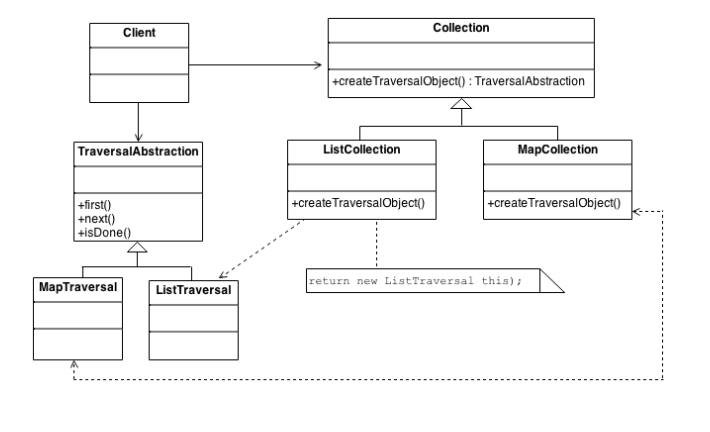 Client
Collection
+createTraversalObject() : TraversalAbstraction
TraversalAbstraction
+first()
+next()
+isDone()
ListCollection
+createTraversalObject()
MapCollection
+createTraversalObject()
return new ListTraversal this);
MapTraversal
ListTraversal